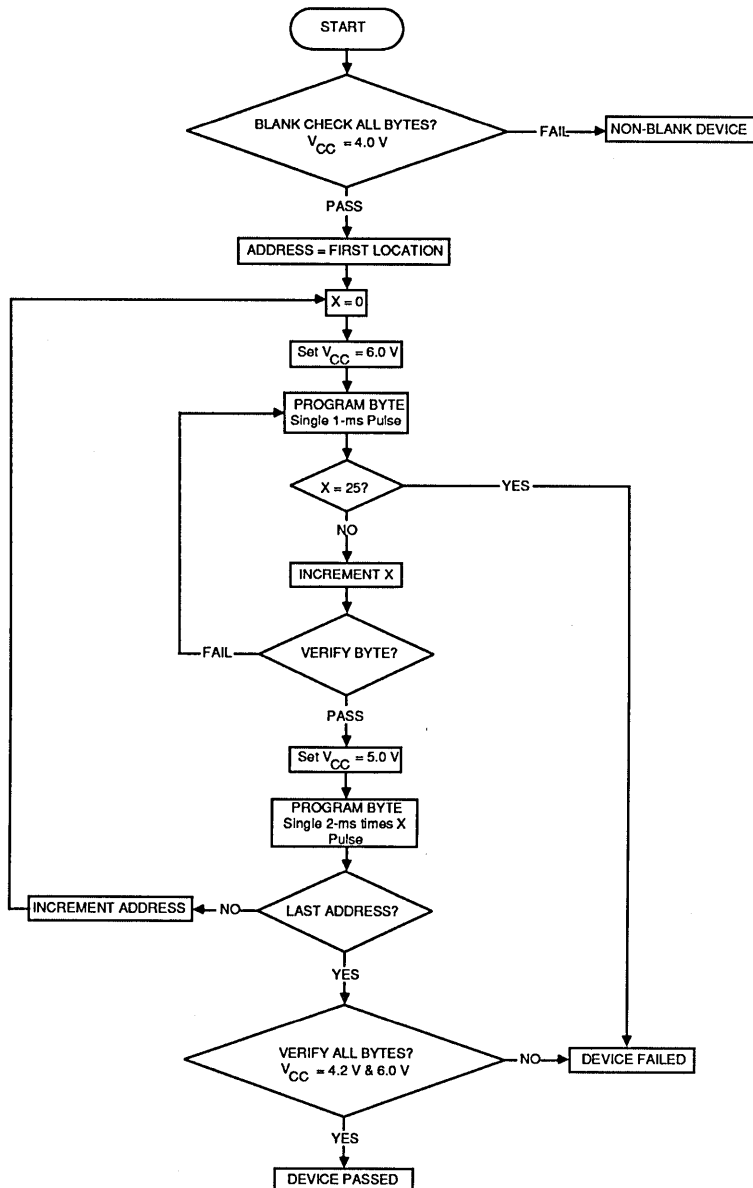 START
BLANK CHECK ALL BYTES?
VCC = 4.0 V
FAIL
NON-BLANK DEVICE
PASS
ADDRESS = FIRST LOCATION
X = 0
Set VCC = 6.0 V
PROGRAM BYTE
Single 1-ms Pulse
X = 25?
YES
NO
INCREMENT X
VERIFY BYTE?
FAIL
PASS
Set VCC = 5.0 V
PROGRAM BYTE
Single 2-ms times X
Pulse
LAST ADDRESS?
NO
INCREMENT ADDRESS
YES
VERIFY ALL BYTES?
VCC = 4.2 V & 6.0 V
NO
DEVICE FAILED
YES
DEVICE PASSED